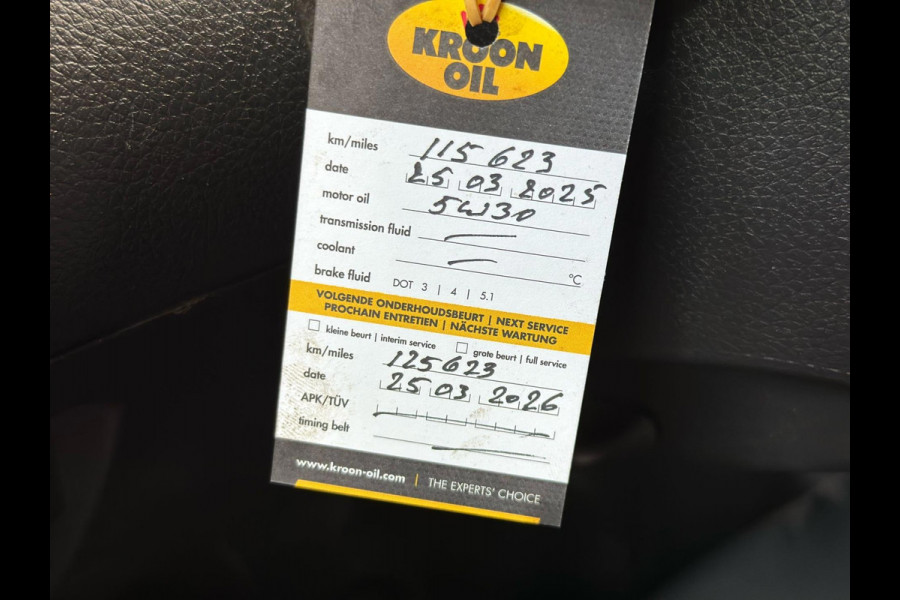 KROON
OIL
km/miles 115 623
date 25 03 2025
motor oil 5W30
transmission fluid —
coolant — °C
brake fluid DOT 3 | 4 | 5.1
VOLGENDE ONDERHOUDSBEURT | NEXT SERVICE
PROCHAIN ENTRETIEN | NÄCHSTE WARTUNG
kleine beurt | interim service grote beurt | full service
km/miles 125623
date 25 03 2026
APK/TÜV
timing belt
www.kroon-oil.com | THE EXPERTS' CHOICE